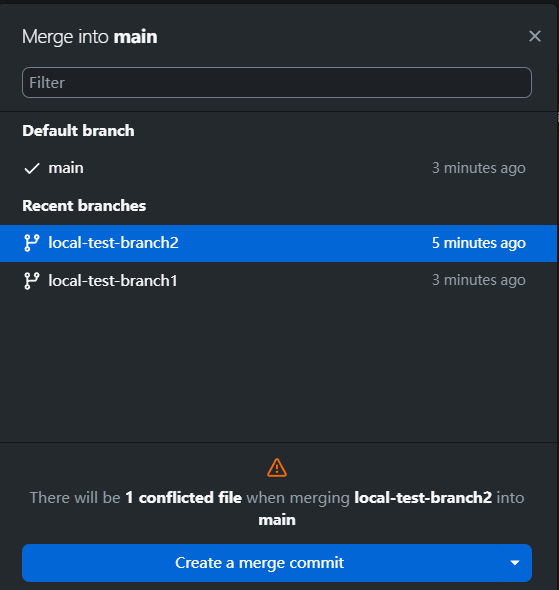 Merge into main
Filter
Default branch
main 3 minutes ago
Recent branches
local-test-branch2 5 minutes ago
local-test-branch1 3 minutes ago
There will be 1 conflicted file when merging local-test-branch2 into
main
Create a merge commit